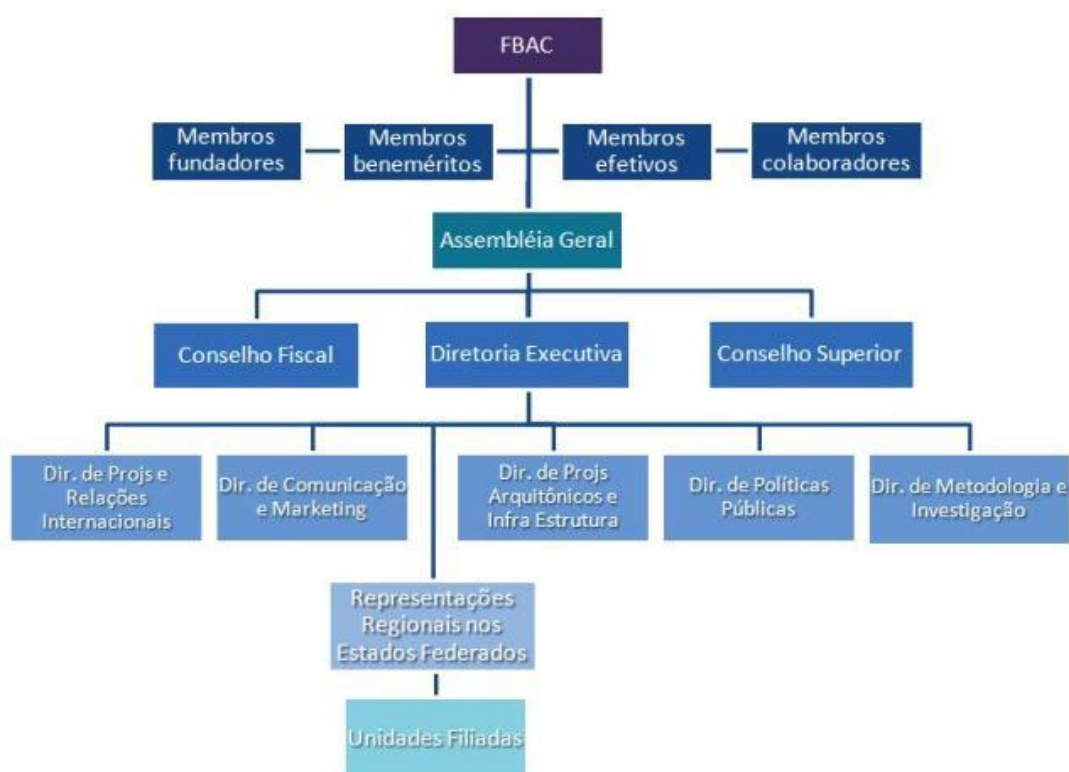 FBAC
Membros
fundadores
Membros
beneméritos
Membros
efetivos
Membros
colaboradores
Assembléia Geral
Conselho Fiscal
Diretoria Executiva
Conselho Superior
Dir. de Projs e
Relações
Internacionais
Dir. de Comunicação
e Marketing
Dir. de Projs
Arquitônicos e
Infra Estrutura
Dir. de Políticas
Públicas
Dir. de Metodologia e
Investigação
Representações
Regionais nos
Estados Federados
Unidades Filiadas